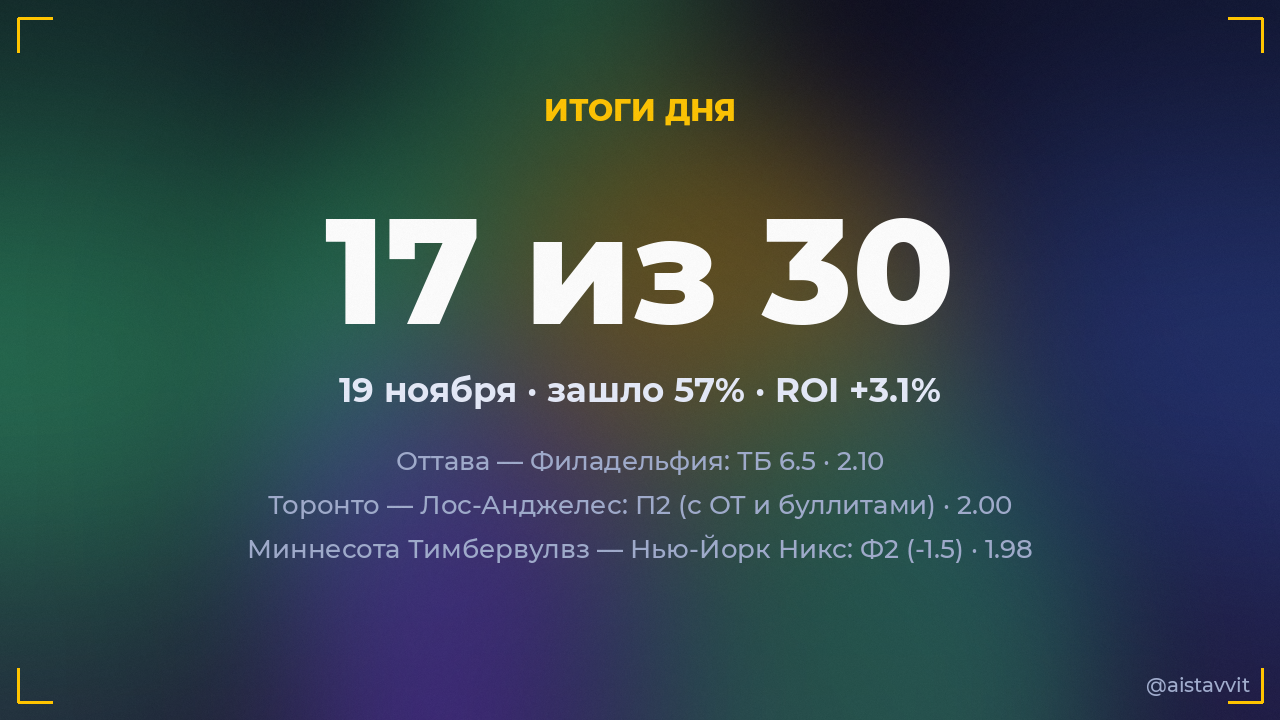 ИТОГИ ДНЯ
17 из 30
19 ноября · зашло 57% · ROI +3.1%
Оттава — Филадельфия: ТБ 6.5 · 2.10
Торонто — Лос-Анджелес: П2 (с ОТ и буллитами) · 2.00
Миннесота Тимбервулвз — Нью-Йорк Никс: Ф2 (-1.5) · 1.98
@aistavvit